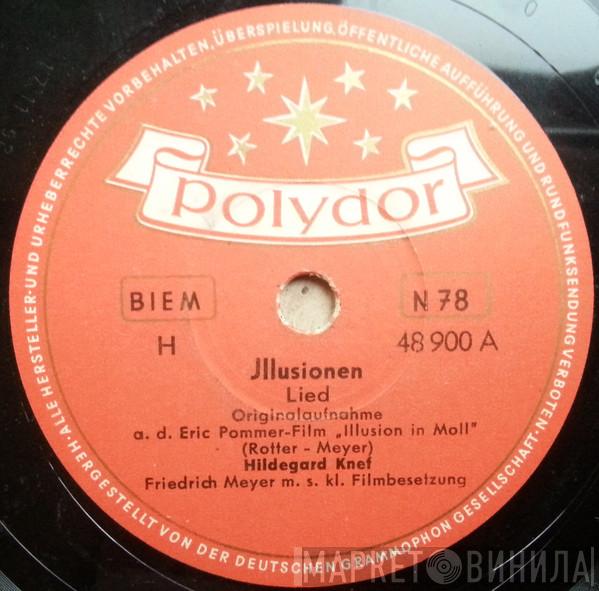 ·ALLE HERSTELLER-UND URHEBERRECHTE VORBEHALTEN, ÜBERSPIELUNG, ÖFFENTLICHE AUFFÜHRUNG UND RUNDFUNKSENDUNG VERBOTEN·
·HERGESTELLT VON DER DEUTSCHEN GRAMMOPHON GESELLSCHAFT·
Polydor
BIEM
N 78
H
48 900 A
Jllusionen
Lied
Originalaufnahme
a. d. Eric Pommer-Film „Illusion in Moll"
(Rotter - Meyer)
Hildegard Knef
Friedrich Meyer m. s. kl. Filmbesetzung
МАРКЕТ ВИНИЛА